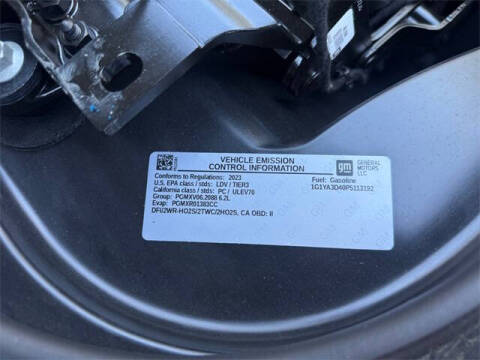 VEHICLE EMISSION
CONTROL INFORMATION
gm
GENERAL
MOTORS
LLC
Conforms to Regulations: 2023
Fuel: Gasoline
U.S. EPA class / stds: LDV / TIER3
1G1YA3D40P5113192
California class / stds: PC / ULEV70
Group: PGMXV06.2088 6.2L
Evap: PGMXR01383CC
DFI/2WR-HO2S/2TWC/2HO2S, CA OBD: II